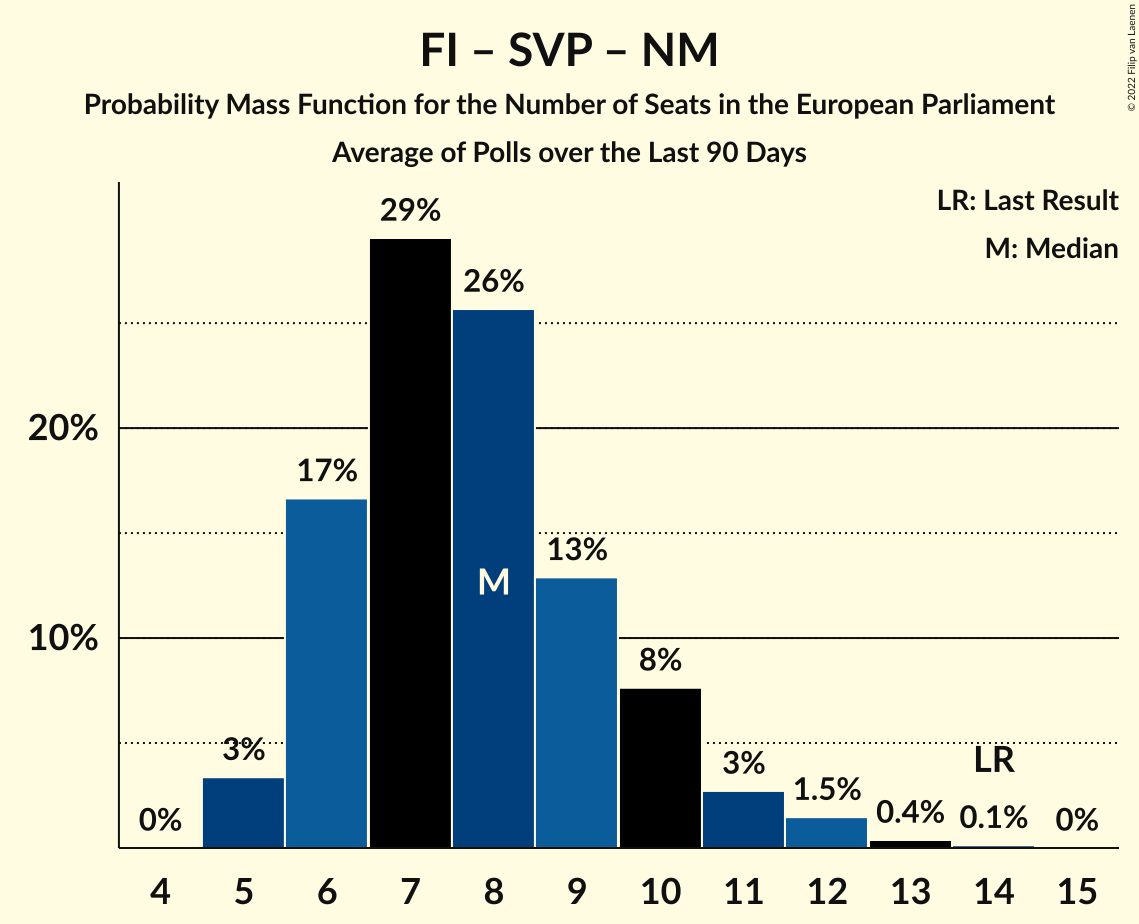 FI – SVP – NM
Probability Mass Function for the Number of Seats in the European Parliament
Average of Polls over the Last 90 Days
© 2022 Filip van Laenen
LR: Last Result
M: Median
29%
26%
20%
17%
13%
M
10%
8%
3%
3%
LR
1.5%
0.4%
0.1%
0%
0%
4 5 6 7 8 9 10 11 12 13 14 15